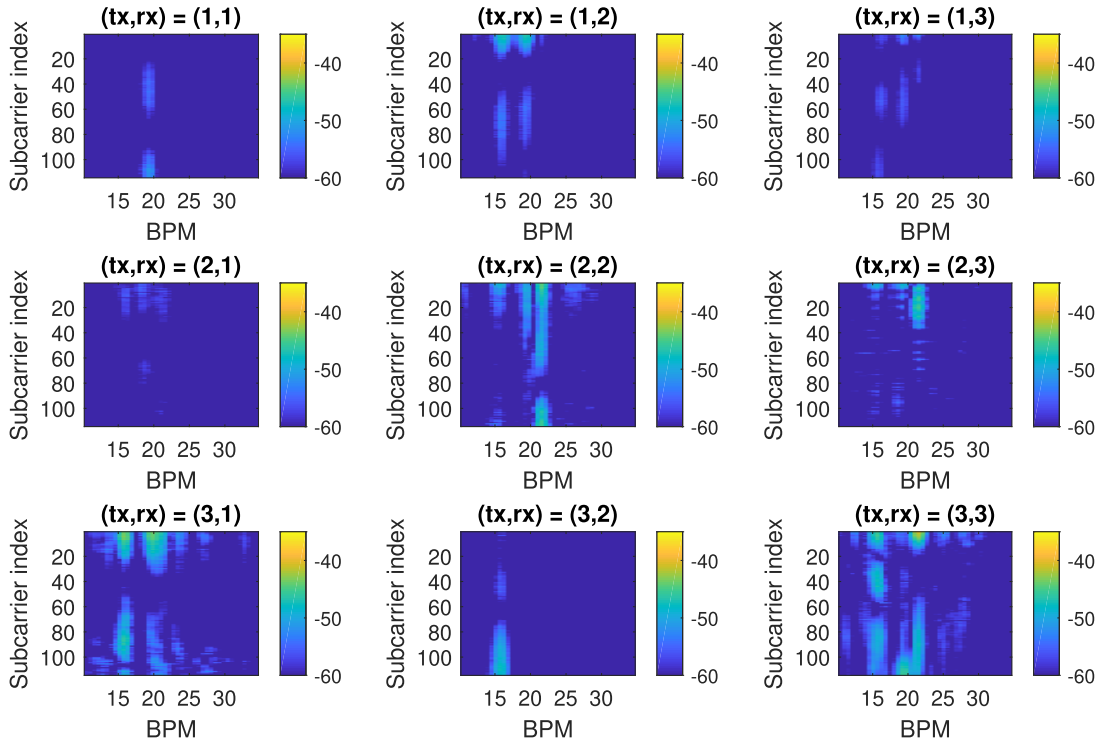 (tx,rx) = (1,1) (tx,rx) = (1,2) (tx,rx) = (1,3)
Subcarrier index
20
40
60
80
100
15 20 25 30
BPM
-40
-50
-60
Subcarrier index
20
40
60
80
100
15 20 25 30
BPM
-40
-50
-60
Subcarrier index
20
40
60
80
100
15 20 25 30
BPM
-40
-50
-60
(tx,rx) = (2,1) (tx,rx) = (2,2) (tx,rx) = (2,3)
Subcarrier index
20
40
60
80
100
15 20 25 30
BPM
-40
-50
-60
Subcarrier index
20
40
60
80
100
15 20 25 30
BPM
-40
-50
-60
Subcarrier index
20
40
60
80
100
15 20 25 30
BPM
-40
-50
-60
(tx,rx) = (3,1) (tx,rx) = (3,2) (tx,rx) = (3,3)
Subcarrier index
20
40
60
80
100
15 20 25 30
BPM
-40
-50
-60
Subcarrier index
20
40
60
80
100
15 20 25 30
BPM
-40
-50
-60
Subcarrier index
20
40
60
80
100
15 20 25 30
BPM
-40
-50
-60